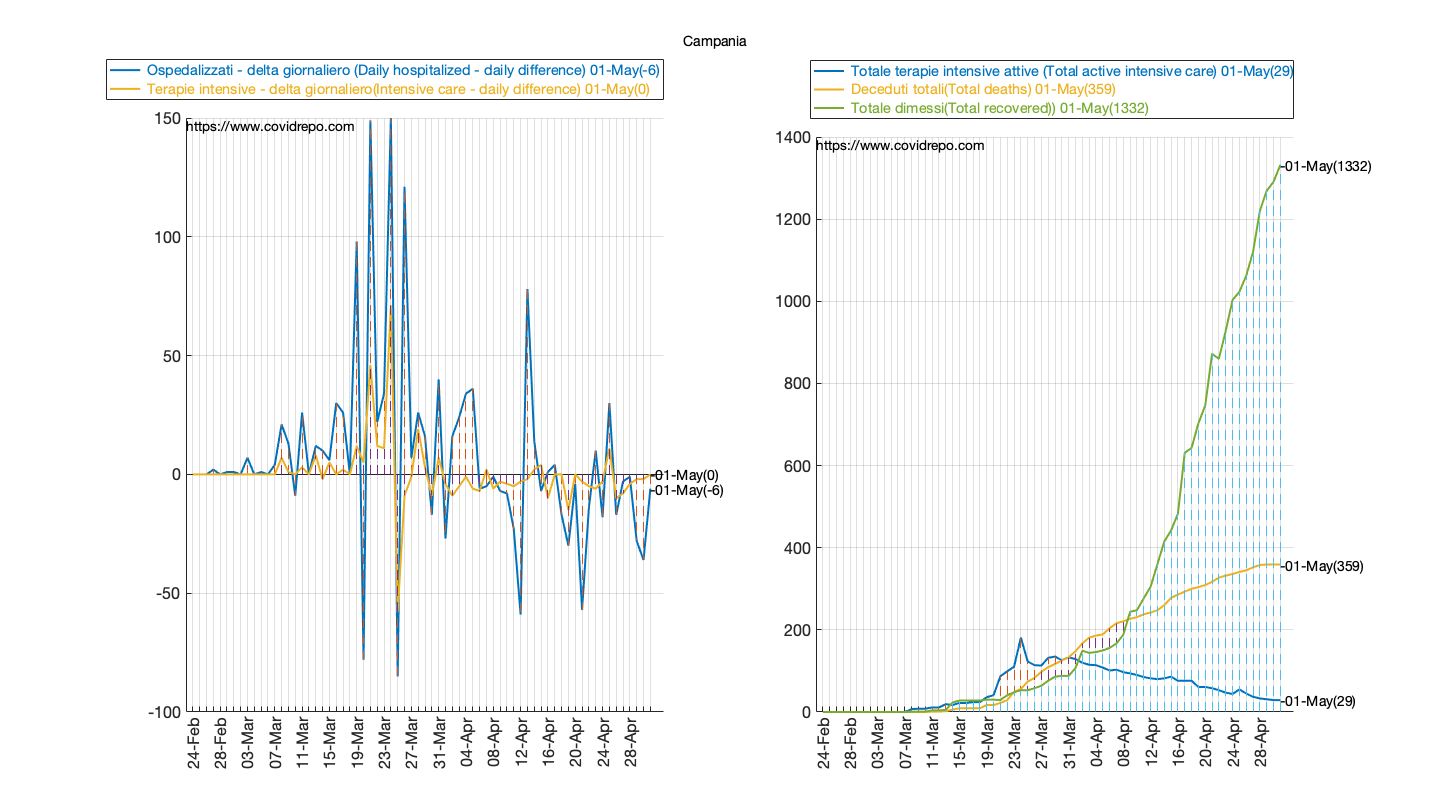 Campania
Ospedalizzati - delta giornaliero (Daily hospitalized - daily difference) 01-May(-6)
Terapie intensive - delta giornaliero(Intensive care - daily difference) 01-May(0)
https://www.covidrepo.com
150
100
50
0
-50
-100
01-May(0)
01-May(-6)
24-Feb
28-Feb
03-Mar
07-Mar
11-Mar
15-Mar
19-Mar
23-Mar
27-Mar
31-Mar
04-Apr
08-Apr
12-Apr
16-Apr
20-Apr
24-Apr
28-Apr
Totale terapie intensive attive (Total active intensive care) 01-May(29)
Deceduti totali(Total deaths) 01-May(359)
Totale dimessi(Total recovered)) 01-May(1332)
https://www.covidrepo.com
1400
1200
1000
800
600
400
200
0
01-May(1332)
01-May(359)
01-May(29)
24-Feb
28-Feb
03-Mar
07-Mar
11-Mar
15-Mar
19-Mar
23-Mar
27-Mar
31-Mar
04-Apr
08-Apr
12-Apr
16-Apr
20-Apr
24-Apr
28-Apr